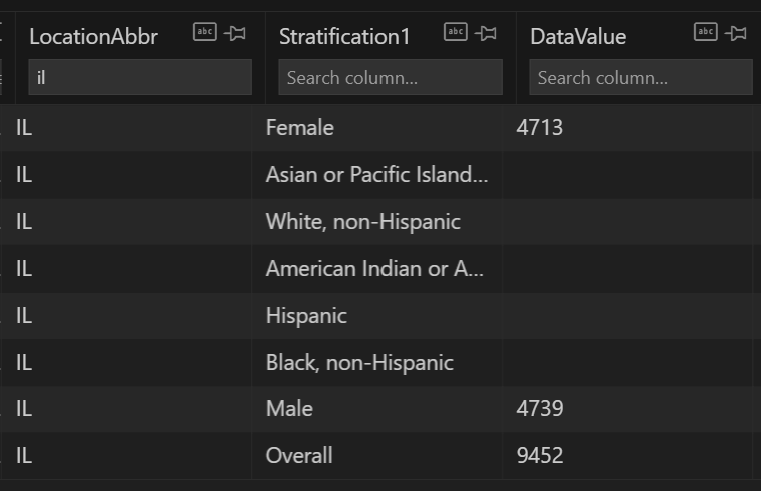 LocationAbbr abc Stratification1 abc DataValue abc
il Search column... Search column...
IL Female 4713
IL Asian or Pacific Island...
IL White, non-Hispanic
IL American Indian or A...
IL Hispanic
IL Black, non-Hispanic
IL Male 4739
IL Overall 9452